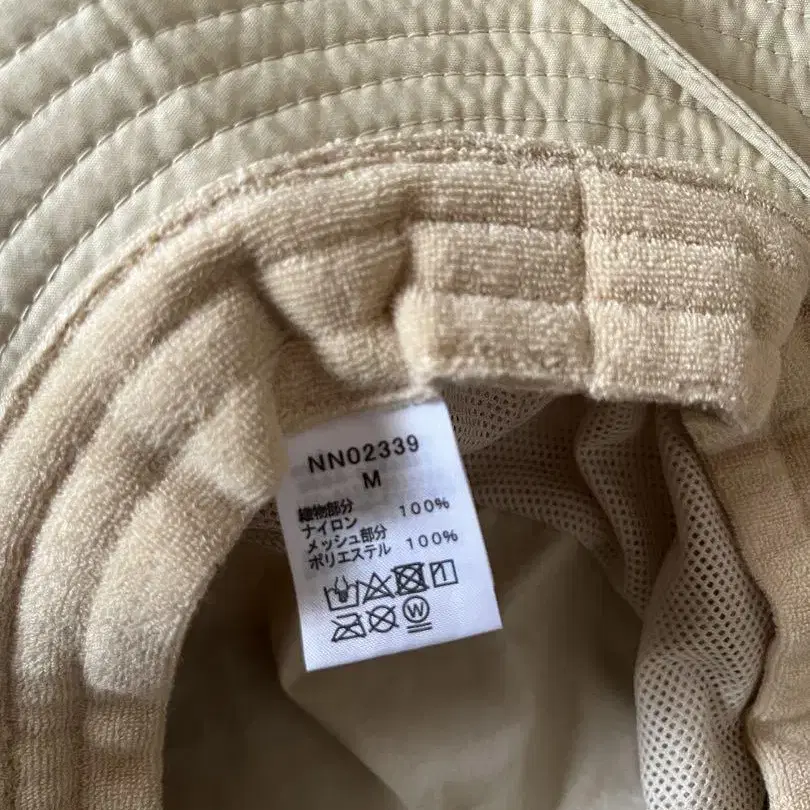 NN02339
M
織物部分
ナイロン 100%
メッシュ部分
ポリエステル 100%
W